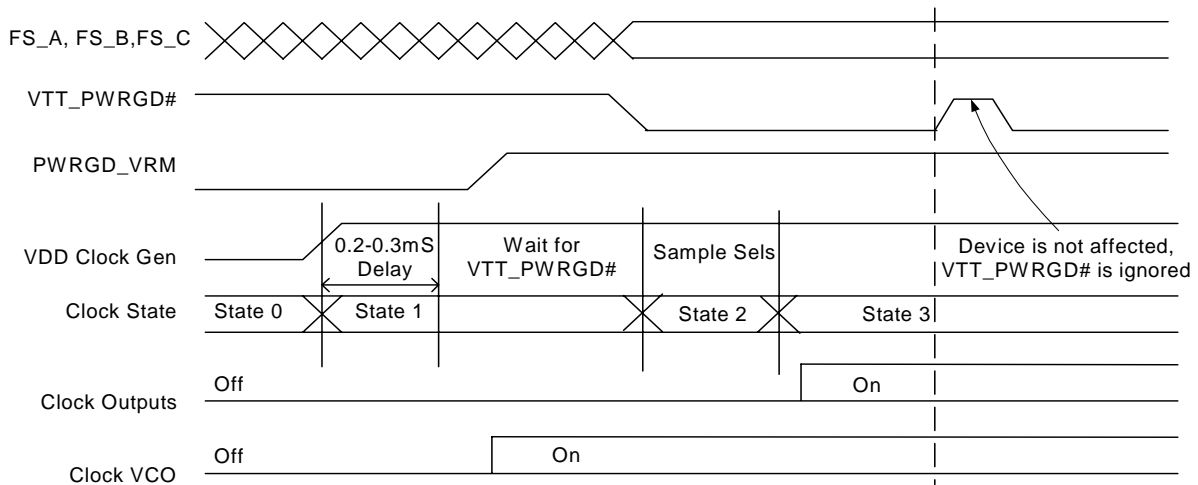 FS_A, FS_B,FS_C
VTT_PWRGD#
PWRGD_VRM
VDD Clock Gen
0.2-0.3mS
Delay
Wait for
VTT_PWRGD#
Sample Sels
Device is not affected,
VTT_PWRGD# is ignored
Clock State
State 0
State 1
State 2
State 3
Clock Outputs
Off
On
Clock VCO
Off
On